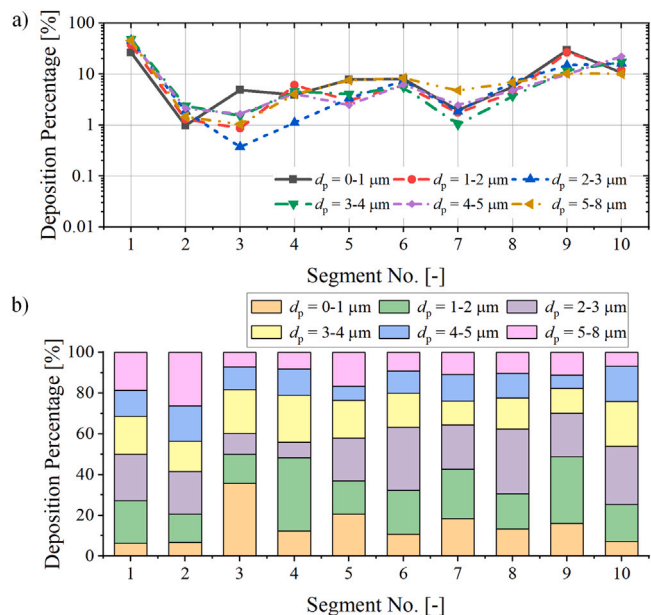 a)
Deposition Percentage [%]
100
10
1
0.1
0.01
dp = 0-1 μm dp = 1-2 μm dp = 2-3 μm
dp = 3-4 μm dp = 4-5 μm dp = 5-8 μm
1 2 3 4 5 6 7 8 9 10
Segment No. [-]
b)
dp = 0-1 μm dp = 1-2 μm dp = 2-3 μm
dp = 3-4 μm dp = 4-5 μm dp = 5-8 μm
Deposition Percentage [%]
100
80
60
40
20
0
1 2 3 4 5 6 7 8 9 10
Segment No. [-]